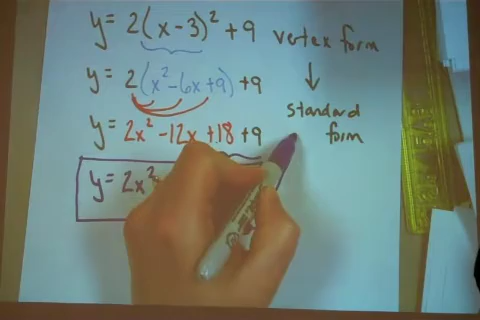 y = 2(x - 3)² + 9 vertex form
y = 2(x² - 6x + 9) + 9
↓
standard form
y = 2x² - 12x + 18 + 9
y = 2x²